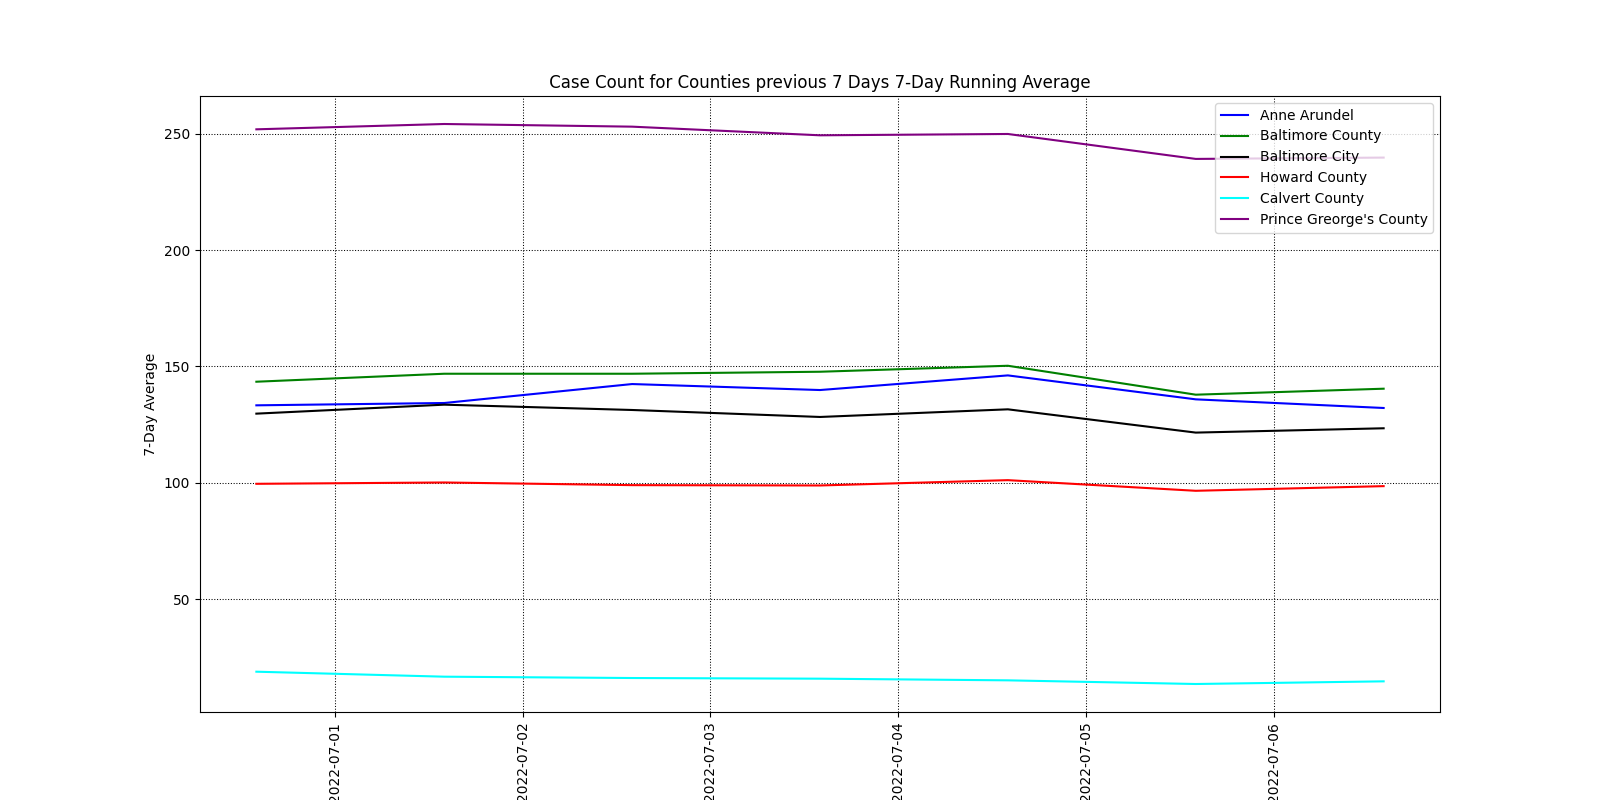 Case Count for Counties previous 7 Days 7-Day Running Average
Anne Arundel
Baltimore County
Baltimore City
Howard County
Calvert County
Prince Greorge's County
250
200
150
100
50
7-Day Average
2022-07-01
2022-07-02
2022-07-03
2022-07-04
2022-07-05
2022-07-06